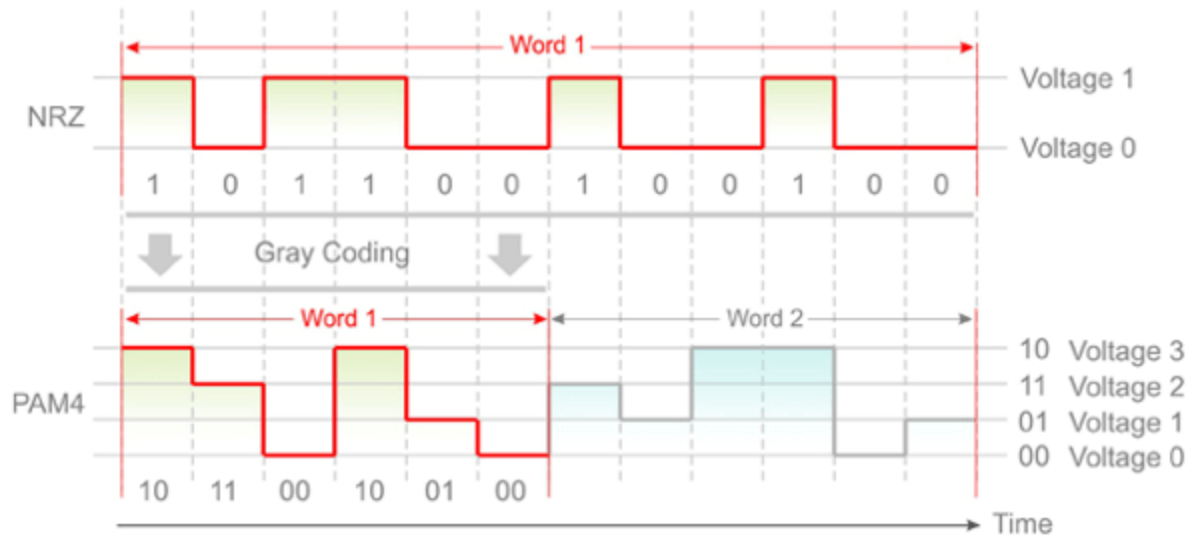 Word 1
NRZ
Voltage 1
Voltage 0
1 0 1 1 0 0 1 0 0 1 0 0
Gray Coding
Word 1
Word 2
PAM4
10 Voltage 3
11 Voltage 2
01 Voltage 1
00 Voltage 0
10 11 00 10 01 00
Time